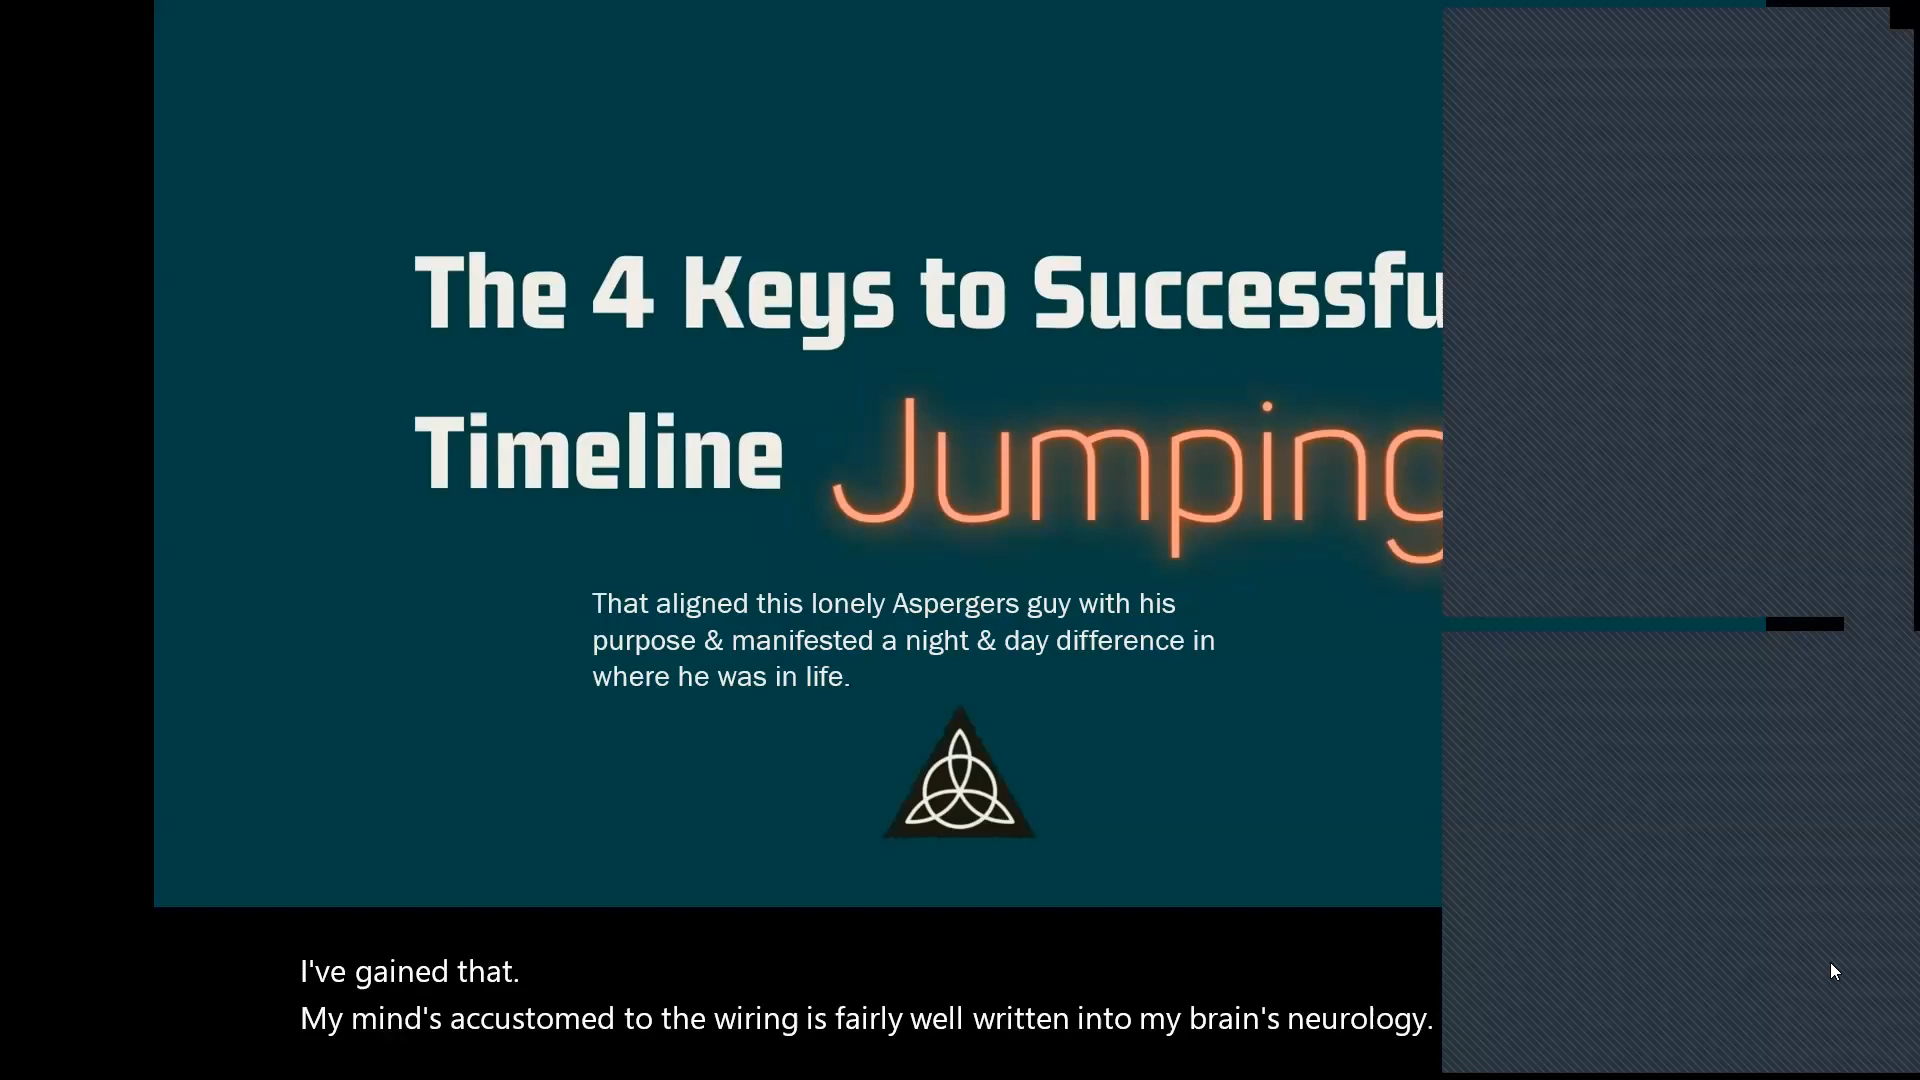 The 4 Keys to Successfu
Timeline Jumping
That aligned this lonely Aspergers guy with his
purpose & manifested a night & day difference in
where he was in life.
I've gained that.
My mind's accustomed to the wiring is fairly well written into my brain's neurology.